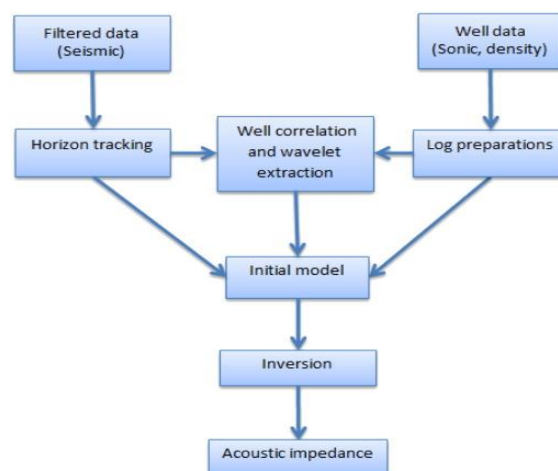 Filtered data
(Seismic)
Well data
(Sonic, density)
Horizon tracking
Well correlation
and wavelet
extraction
Log preparations
Initial model
Inversion
Acoustic impedance